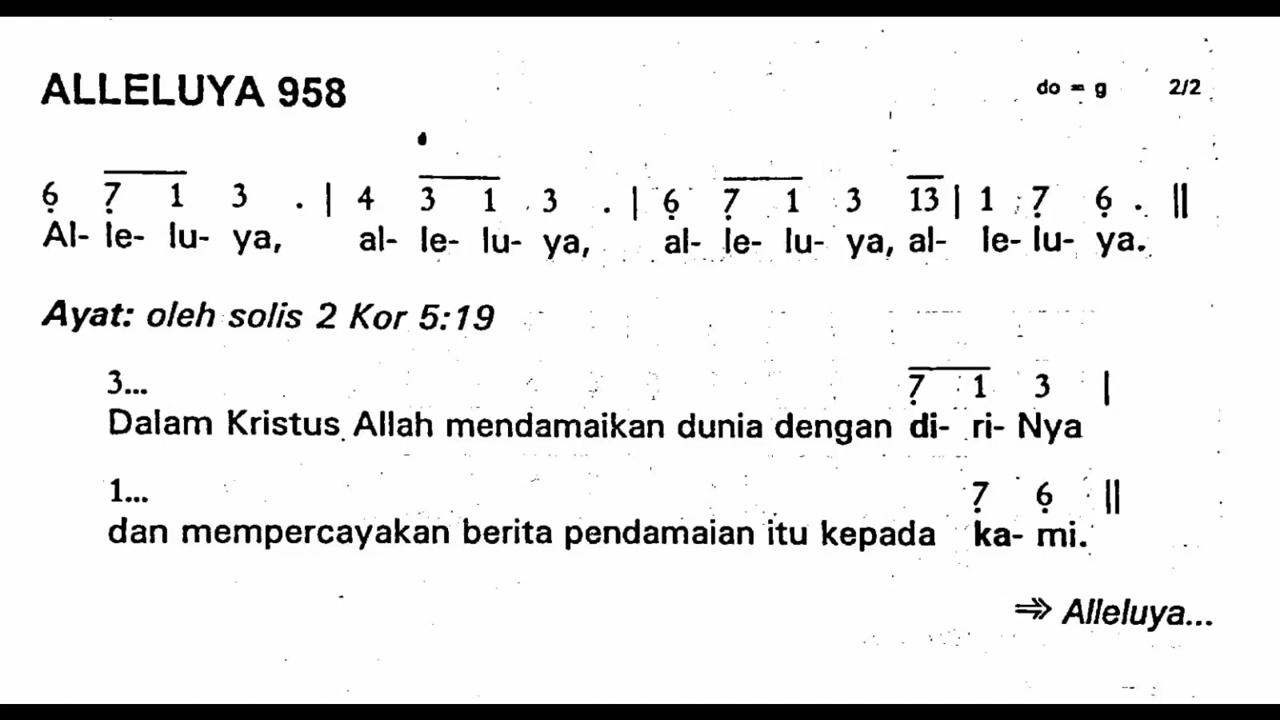 ALLELUYA 958 do = g 2/2
6̣ 7̣ 1 3 . | 4 3 1 3 . | 6̣ 7̣ 1 3 13 | 1 7̣ 6̣ . ||
Al- le- lu- ya, al- le- lu- ya, al- le- lu- ya, al- le- lu- ya.
Ayat: oleh solis 2 Kor 5:19
3... 7̣ 1 3 |
Dalam Kristus Allah mendamaikan dunia dengan di- ri- Nya
1... 7̣ 6̣ ||
dan mempercayakan berita pendamaian itu kepada ka- mi.
⇒ Alleluya...